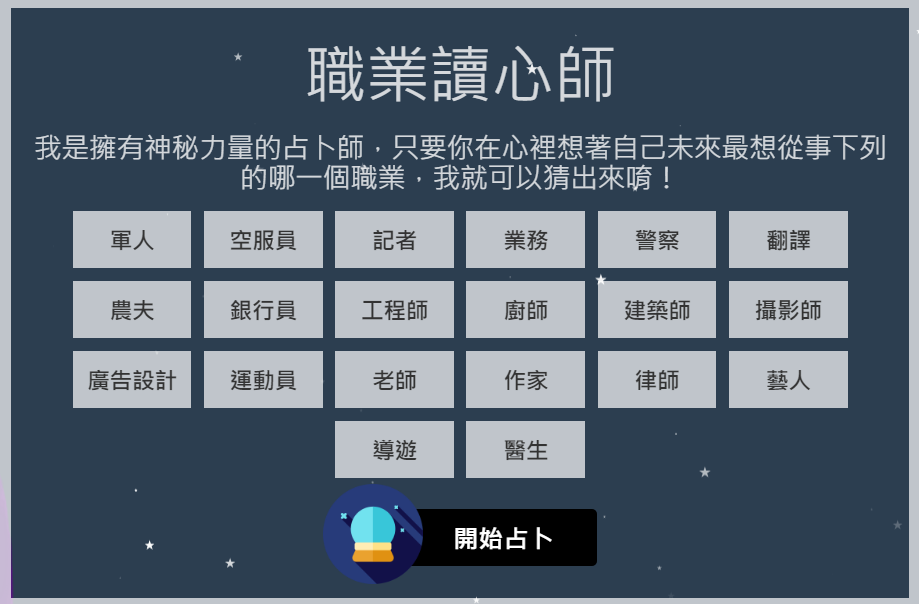 職業讀心師
我是擁有神秘力量的占卜師，只要你在心裡想著自己未來最想從事下列
的哪一個職業，我就可以猜出來唷！
軍人 空服員 記者 業務 警察 翻譯
農夫 銀行員 工程師 廚師 建築師 攝影師
廣告設計 運動員 老師 作家 律師 藝人
導遊 醫生
開始占卜